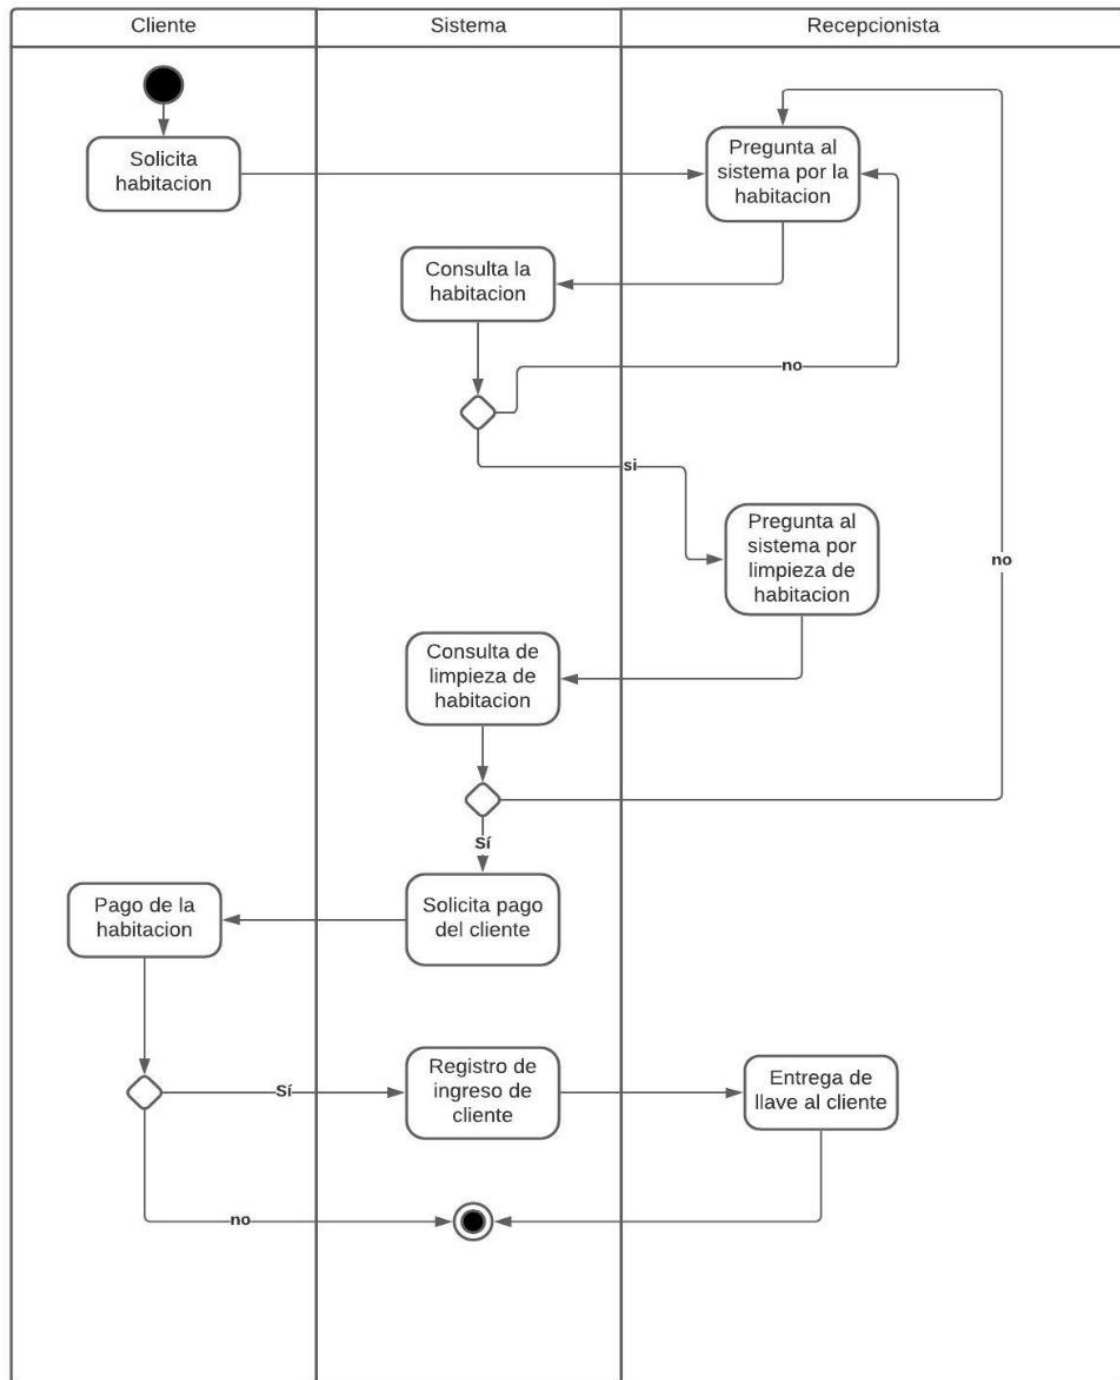 Cliente
Sistema
Recepcionista
Solicita
habitacion
Pregunta al
sistema por la
habitacion
Consulta la
habitacion
no
si
Pregunta al
sistema por
limpieza de
habitacion
no
Consulta de
limpieza de
habitacion
Sí
Pago de la
habitacion
Solicita pago
del cliente
Sí
Registro de
ingreso de
cliente
Entrega de
llave al cliente
no